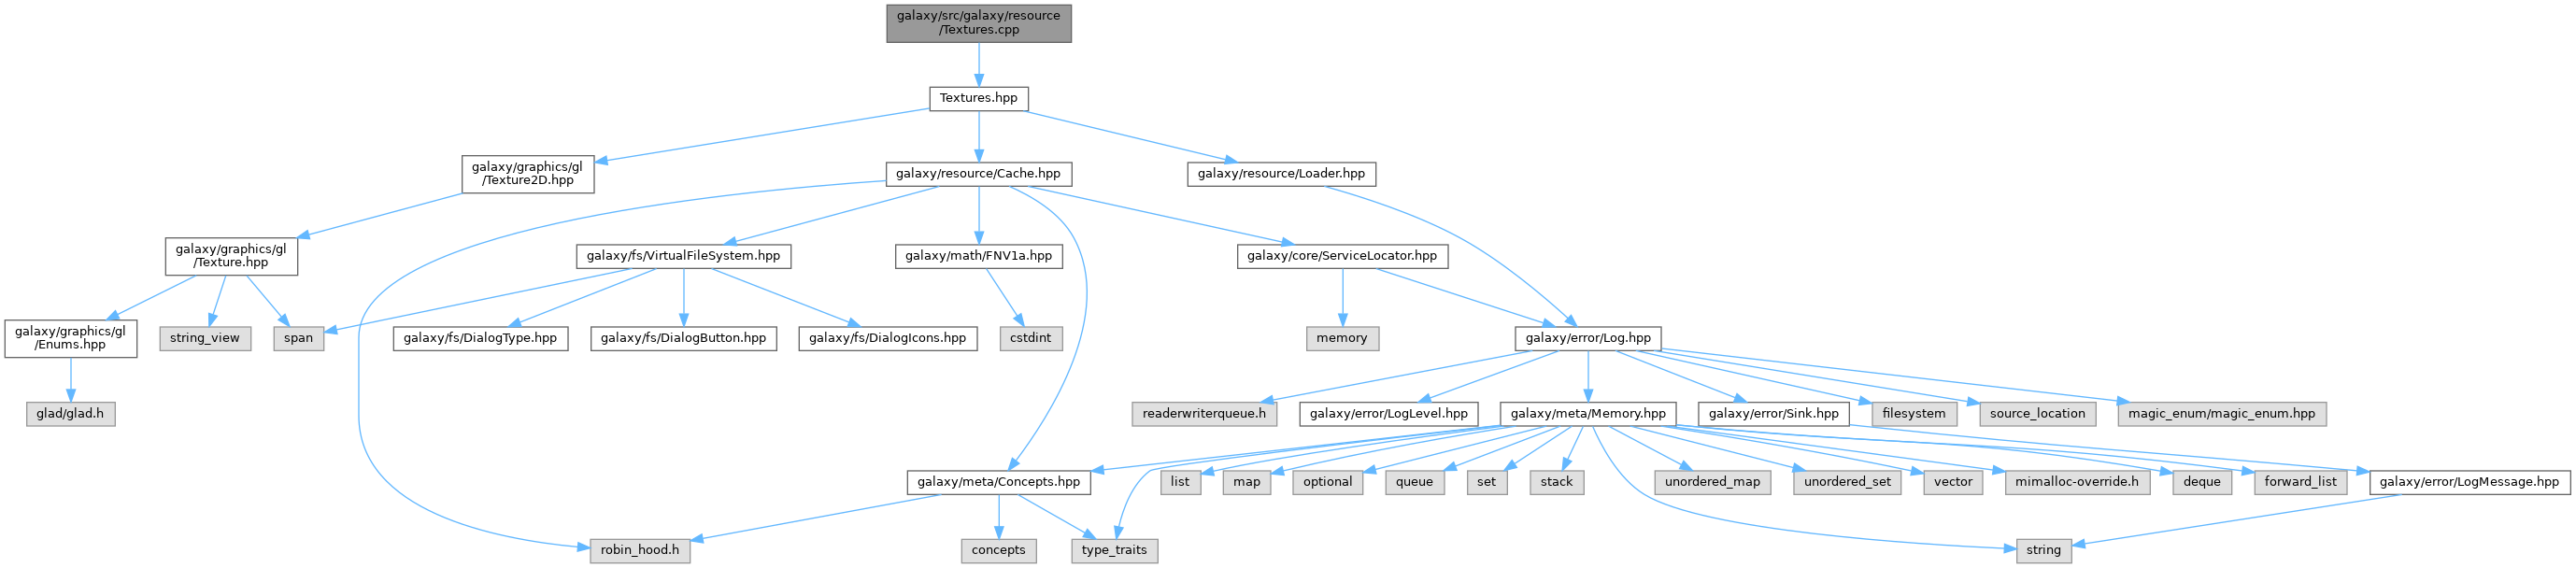 galaxy/src/galaxy/resource
/Textures.cpp
Textures.hpp
galaxy/graphics/gl
/Texture2D.hpp
galaxy/resource/Cache.hpp
galaxy/resource/Loader.hpp
galaxy/graphics/gl
/Texture.hpp
galaxy/fs/VirtualFileSystem.hpp
galaxy/math/FNV1a.hpp
galaxy/core/ServiceLocator.hpp
galaxy/graphics/gl
/Enums.hpp
string_view
span
galaxy/fs/DialogType.hpp
galaxy/fs/DialogButton.hpp
galaxy/fs/DialogIcons.hpp
cstdint
memory
galaxy/error/Log.hpp
glad/glad.h
readerwriterqueue.h
galaxy/error/LogLevel.hpp
galaxy/meta/Memory.hpp
galaxy/error/Sink.hpp
filesystem
source_location
magic_enum/magic_enum.hpp
galaxy/meta/Concepts.hpp
list
map
optional
queue
set
stack
unordered_map
unordered_set
vector
mimalloc-override.h
deque
forward_list
galaxy/error/LogMessage.hpp
robin_hood.h
concepts
type_traits
string